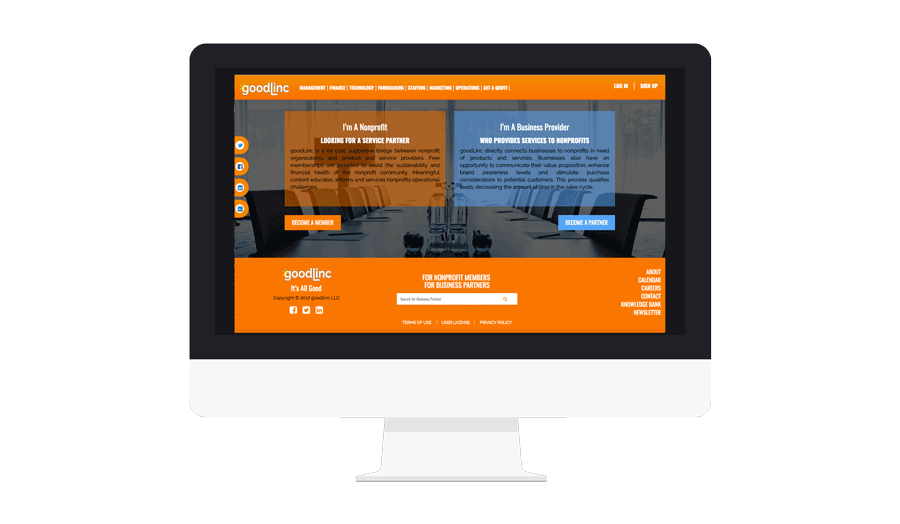 goodLinc
MANAGEMENT | FINANCE | TECHNOLOGY | FUNDRAISING | STAFFING | MARKETING | OPERATIONS | GET A QUOTE |
LOG IN | SIGN UP
I'm A Nonprofit
LOOKING FOR A SERVICE PARTNER
goodLinc is a no cost, supportive bridge between nonprofit
organizations, and product and service providers. Free
memberships are provided to assist the sustainability and
financial health of the nonprofit community. Meaningful
content educates, informs and services nonprofits operational
challenges.
BECOME A MEMBER
I'm A Business Provider
WHO PROVIDES SERVICES TO NONPROFITS
goodLinc directly connects businesses to nonprofits in need
of products and services. Businesses also have an
opportunity to communicate their value proposition, enhance
brand awareness levels and stimulate purchase
considerations to potential customers. This process qualifies
leads, decreasing the amount of time in the sales cycle.
BECOME A PARTNER
goodLinc
It's All Good
Copyright © 2017 goodlinc LLC
FOR NONPROFIT MEMBERS
FOR BUSINESS PARTNERS
Search for Business Partner
TERMS OF USE | USER LICENSE | PRIVACY POLICY
ABOUT
CALENDAR
CAREERS
CONTACT
KNOWLEDGE BANK
NEWSLETTER